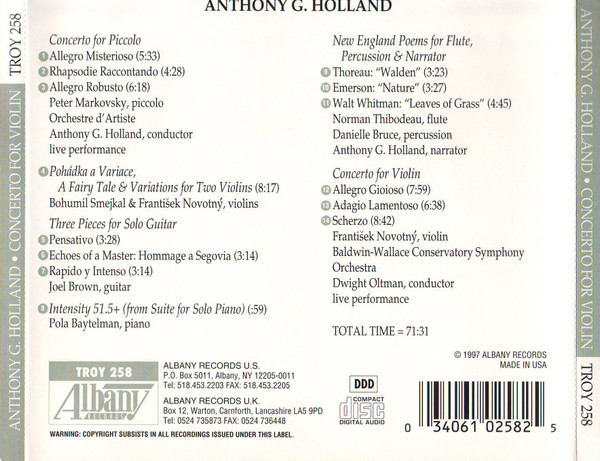 ANTHONY G. HOLLAND
TROY 258
ANTHONY G. HOLLAND • CONCERTO FOR VIOLIN
Concerto for Piccolo
1 Allegro Misterioso (5:33)
2 Rhapsodie Raccontando (4:28)
3 Allegro Robusto (6:18)
Peter Markovsky, piccolo
Orchestre d'Artiste
Anthony G. Holland, conductor
live performance
4 Pohádka a Variace,
A Fairy Tale & Variations for Two Violins (8:17)
Bohumil Smejkal & František Novotný, violins
Three Pieces for Solo Guitar
5 Pensativo (3:28)
6 Echoes of a Master: Hommage a Segovia (3:14)
7 Rapido y Intenso (3:14)
Joel Brown, guitar
8 Intensity 51.5+ (from Suite for Solo Piano) (:59)
Pola Baytelman, piano
New England Poems for Flute,
Percussion & Narrator
9 Thoreau: "Walden" (3:23)
10 Emerson: "Nature" (3:27)
11 Walt Whitman: "Leaves of Grass" (4:45)
Norman Thibodeau, flute
Danielle Bruce, percussion
Anthony G. Holland, narrator
Concerto for Violin
12 Allegro Gioioso (7:59)
13 Adagio Lamentoso (6:38)
14 Scherzo (8:42)
František Novotný, violin
Baldwin-Wallace Conservatory Symphony
Orchestra
Dwight Oltman, conductor
live performance
TOTAL TIME = 71:31
© 1997 ALBANY RECORDS
MADE IN USA
TROY 258
Albany
RECORDS
ALBANY RECORDS U.S.
P.O. Box 5011, Albany, NY 12205-0011
Tel: 518.453.2203 FAX: 518.453.2205
ALBANY RECORDS U.K.
Box 12, Warton, Carnforth, Lancashire LA5 9PD
Tel: 0524 735873 FAX: 0524 736448
WARNING: COPYRIGHT SUBSISTS IN ALL RECORDINGS ISSUED UNDER THIS LABEL.
DDD
COMPACT
disc
DIGITAL AUDIO
0 34061 02582 5
ANTHONY G. HOLLAND • CONCERTO FOR VIOLIN
TROY 258